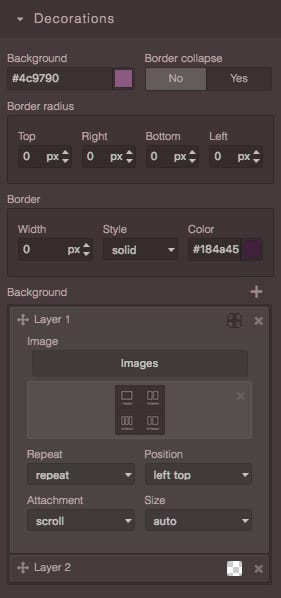 Decorations
Background Border collapse
#4c9790 No Yes
Border radius
Top Right Bottom Left
0 px 0 px 0 px 0 px
Border
Width Style Color
0 px solid #184a45
Background
Layer 1
Image
Images
Repeat Position
repeat left top
Attachment Size
scroll auto
Layer 2